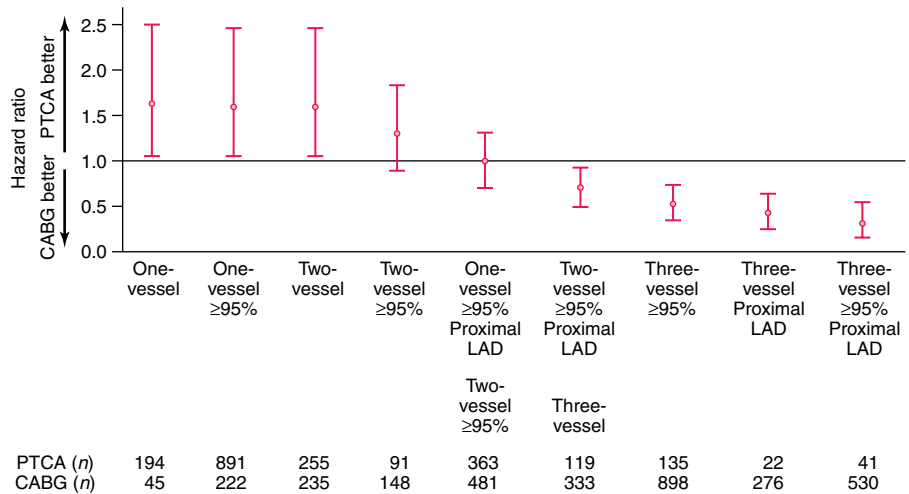 Hazard ratio
CABG better PTCA better
2.5
2.0
1.5
1.0
0.5
0.0
One-
vessel
One-
vessel
≥95%
Two-
vessel
Two-
vessel
≥95%
One-
vessel
≥95%
Proximal
LAD
Two-
vessel
≥95%
Proximal
LAD
Three-
vessel
≥95%
Three-
vessel
Proximal
LAD
Three-
vessel
≥95%
Proximal
LAD
Two-
vessel
≥95%
Three-
vessel
PTCA (n) 194 891 255 91 363 119 135 22 41
CABG (n) 45 222 235 148 481 333 898 276 530